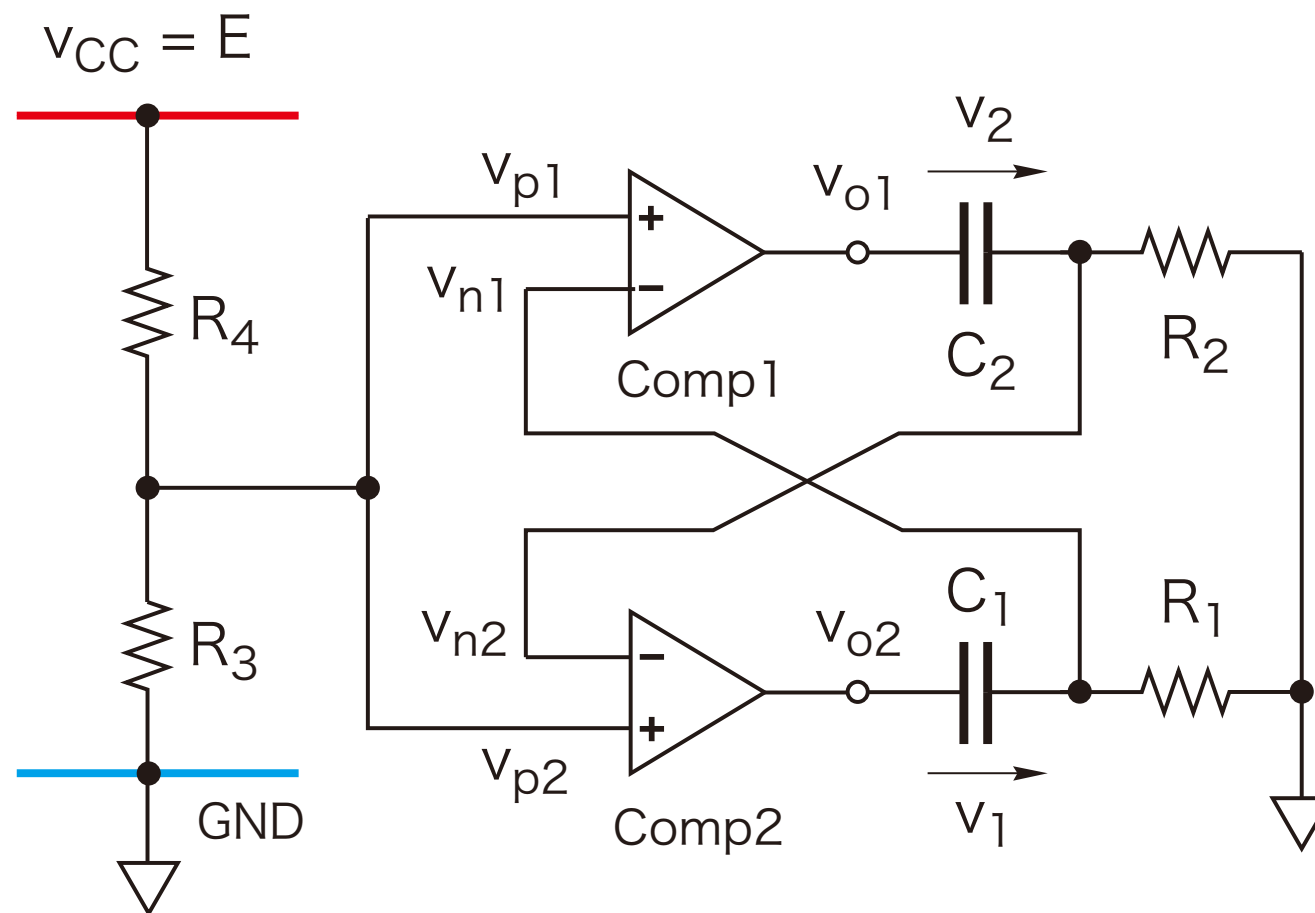 vCC = E
v2
vp1
vo1
+
vn1
−
R4
C2
R2
Comp1
C1
R1
vn2
vo2
R3
−
+
vp2
GND
Comp2
v1